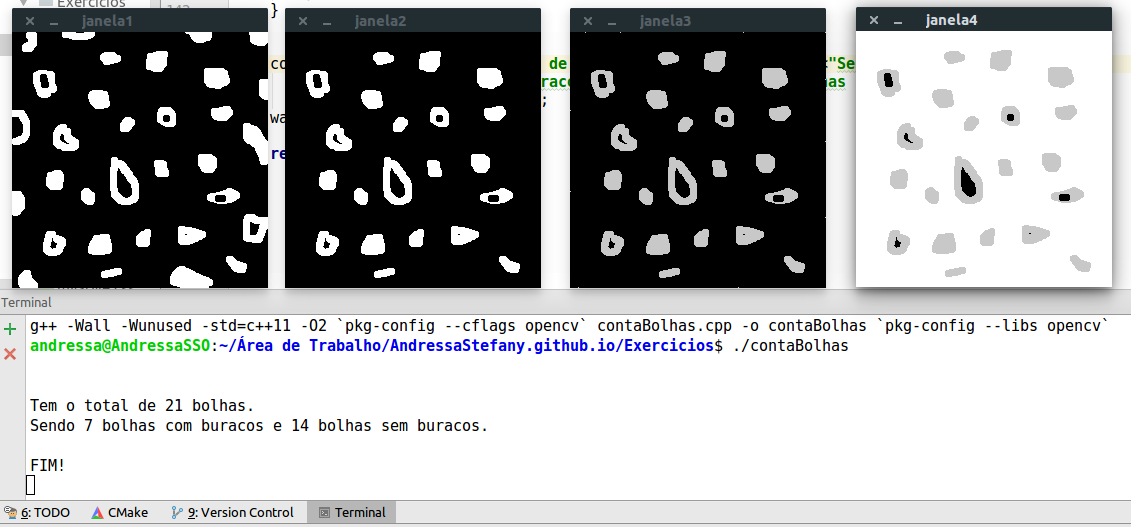 Exercicios
}
janela1
janela2
janela3
janela4
co
de
="Se
raco
has
;
wa
re
Terminal
g++ -Wall -Wunused -std=c++11 -O2 `pkg-config --cflags opencv` contaBolhas.cpp -o contaBolhas `pkg-config --libs opencv`
andressa@AndressaSSO:~/Área de Trabalho/AndressaStefany.github.io/Exercicios$ ./contaBolhas
Tem o total de 21 bolhas.
Sendo 7 bolhas com buracos e 14 bolhas sem buracos.
FIM!
6: TODO
CMake
9: Version Control
Terminal